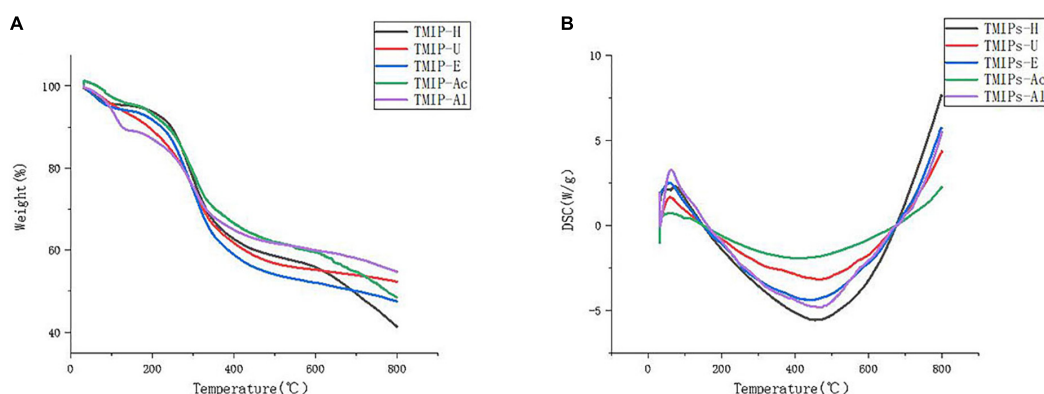 A
TMIP-H
TMIP-U
TMIP-E
TMIP-Ac
TMIP-Al
100
80
60
40
Weight(%)
0
200
400
600
800
Temperature(℃)
B
TMIPs-H
TMIPs-U
TMIPs-E
TMIPs-Ac
TMIPs-Al
10
5
0
-5
DSC(W/g)
0
200
400
600
800
Temperature(℃)